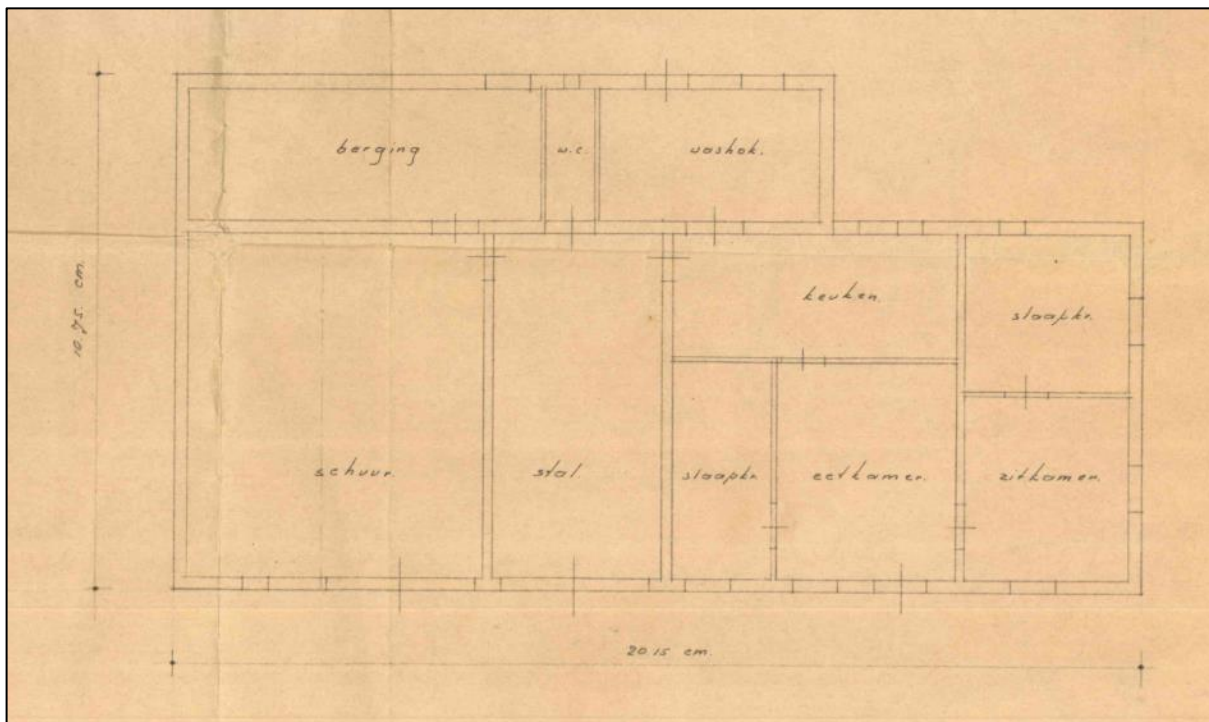 berging
w.c.
washok.
keuken.
slaapkr.
10.75. cm.
schuur.
stal.
slaapkr.
eetkamer.
zitkamer.
20.15 cm.